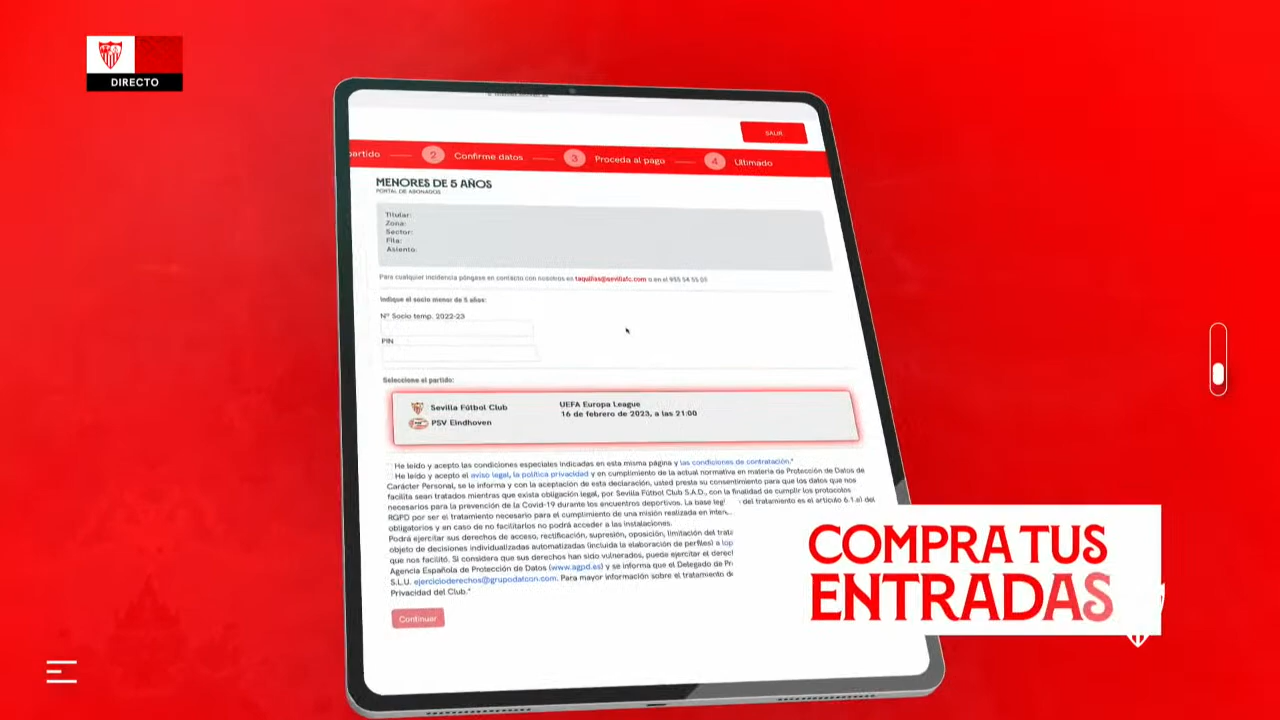 DIRECTO
SALIR
partido
2 Confirme datos
3 Proceda al pago
4 Ultimado
MENORES DE 5 AÑOS
PORTAL DE ABONADOS
Titular:
Zona:
Sector:
Fila:
Asiento:
Para cualquier incidencia póngase en contacto con nosotros en taquillas@sevillafc.com o en el
Indique el socio menor de 5 años:
Nº Socio temp. 2022-23
PIN
Seleccione el partido:
Sevilla Fútbol Club
PSV Eindhoven
UEFA Europa League
16 de febrero de 2023, a las 21:00
He leído y acepto las condiciones especiales indicadas en esta misma página y las condiciones de contratación.*
He leído y acepto el aviso legal, la política privacidad y en cumplimiento de la actual normativa en materia de Protección de Datos de
Carácter Personal, se le informa y con la aceptación de esta declaración, usted presta su consentimiento para que los datos que nos
facilita sean tratados mientras que exista obligación legal, por Sevilla Fútbol Club S.A.D., con la finalidad de cumplir los protocolos
necesarios para la prevención de la Covid-19 durante los encuentros deportivos. La base leg del tratamiento es el artículo 6.1.e) del
RGPD por ser el tratamiento necesario para el cumplimiento de una misión realizada en
obligatorios y en caso de no facilitarlos no podrá acceder a las instalaciones.
Podrá ejercitar sus derechos de acceso, rectificación, supresión, oposición, limitación del
objeto de decisiones individualizadas automatizadas (incluida la elaboración de perfiles) a
que nos facilitó. Si considera que sus derechos han sido vulnerados, puede ejercitar el
Agencia Española de Protección de Datos (www.agpd.es) y se informa que el Delegado de
S.L.U. ejercicioderechos@grupodatcon.com. Para mayor información sobre el tratamiento
Privacidad del Club.*
Continuar
COMPRA TUS
ENTRADAS